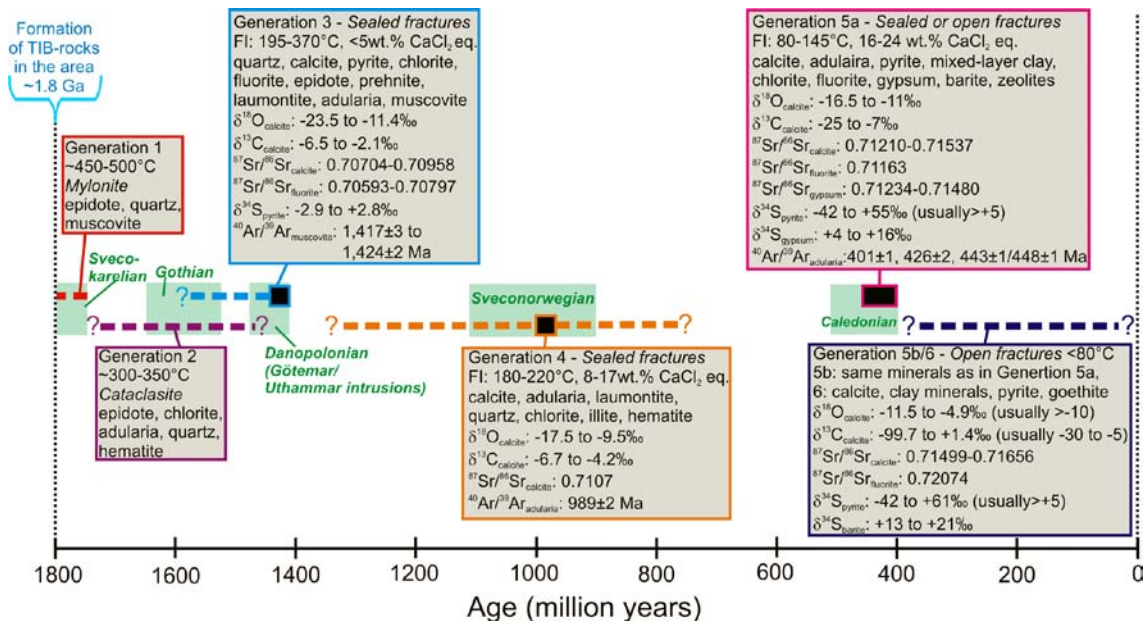 Formation
of TIB-rocks
in the area
~1.8 Ga
Generation 1
~450-500°C
Mylonite
epidote, quartz,
muscovite
Sveco-
karelian
Gothian
Generation 3 - Sealed fractures
FI: 195-370°C, <5wt.% CaCl₂ eq.
quartz, calcite, pyrite, chlorite,
fluorite, epidote, prehnite,
laumontite, adularia, muscovite
δ¹⁸Ocalcite: -23.5 to -11.4‰
δ¹³Ccalcite: -6.5 to -2.1‰
⁸⁷Sr/⁸⁶Srcalcite: 0.70704-0.70958
⁸⁷Sr/⁸⁶Srfluorite: 0.70593-0.70797
δ³⁴Spyrite: -2.9 to +2.8‰
⁴⁰Ar/³⁹Armuscovite: 1,417±3 to
1,424±2 Ma
Generation 5a - Sealed or open fractures
FI: 80-145°C, 16-24 wt.% CaCl₂ eq.
calcite, adulaira, pyrite, mixed-layer clay,
chlorite, fluorite, gypsum, barite, zeolites
δ¹⁸Ocalcite: -16.5 to -11‰
δ¹³Ccalcite: -25 to -7‰
⁸⁷Sr/⁸⁶Srcalcite: 0.71210-0.71537
⁸⁷Sr/⁸⁶Srfluorite: 0.71163
⁸⁷Sr/⁸⁶Srgypsum: 0.71234-0.71480
δ³⁴Spyrite: -42 to +55‰ (usually>+5)
δ³⁴Sgypsum: +4 to +16‰
⁴⁰Ar/³⁹Aradularia: 401±1, 426±2, 443±1/448±1 Ma
Sveconorwegian
Caledonian
? ? ? ? ? ? ?
Generation 2
~300-350°C
Cataclasite
epidote, chlorite,
adularia, quartz,
hematite
Danopolonian
(Götemar/
Uthammar intrusions)
Generation 4 - Sealed fractures
FI: 180-220°C, 8-17wt.% CaCl₂ eq.
calcite, adularia, laumontite,
quartz, chlorite, illite, hematite
δ¹⁸Ocalcite: -17.5 to -9.5‰
δ¹³Ccalcite: -6.7 to -4.2‰
⁸⁷Sr/⁸⁶Srcalcite: 0.7107
⁴⁰Ar/³⁹Aradularia: 989±2 Ma
Generation 5b/6 - Open fractures <80°C
5b: same minerals as in Genertion 5a,
6: calcite, clay minerals, pyrite, goethite
δ¹⁸Ocalcite: -11.5 to -4.9‰ (usually >-10)
δ¹³Ccalcite: -99.7 to +1.4‰ (usually -30 to -5)
⁸⁷Sr/⁸⁶Srcalcite: 0.71499-0.71656
⁸⁷Sr/⁸⁶Srfluorite: 0.72074
δ³⁴Spyrite: -42 to +61‰ (usually>+5)
δ³⁴Sbarite: +13 to +21‰
1800 1600 1400 1200 1000 800 600 400 200 0
Age (million years)